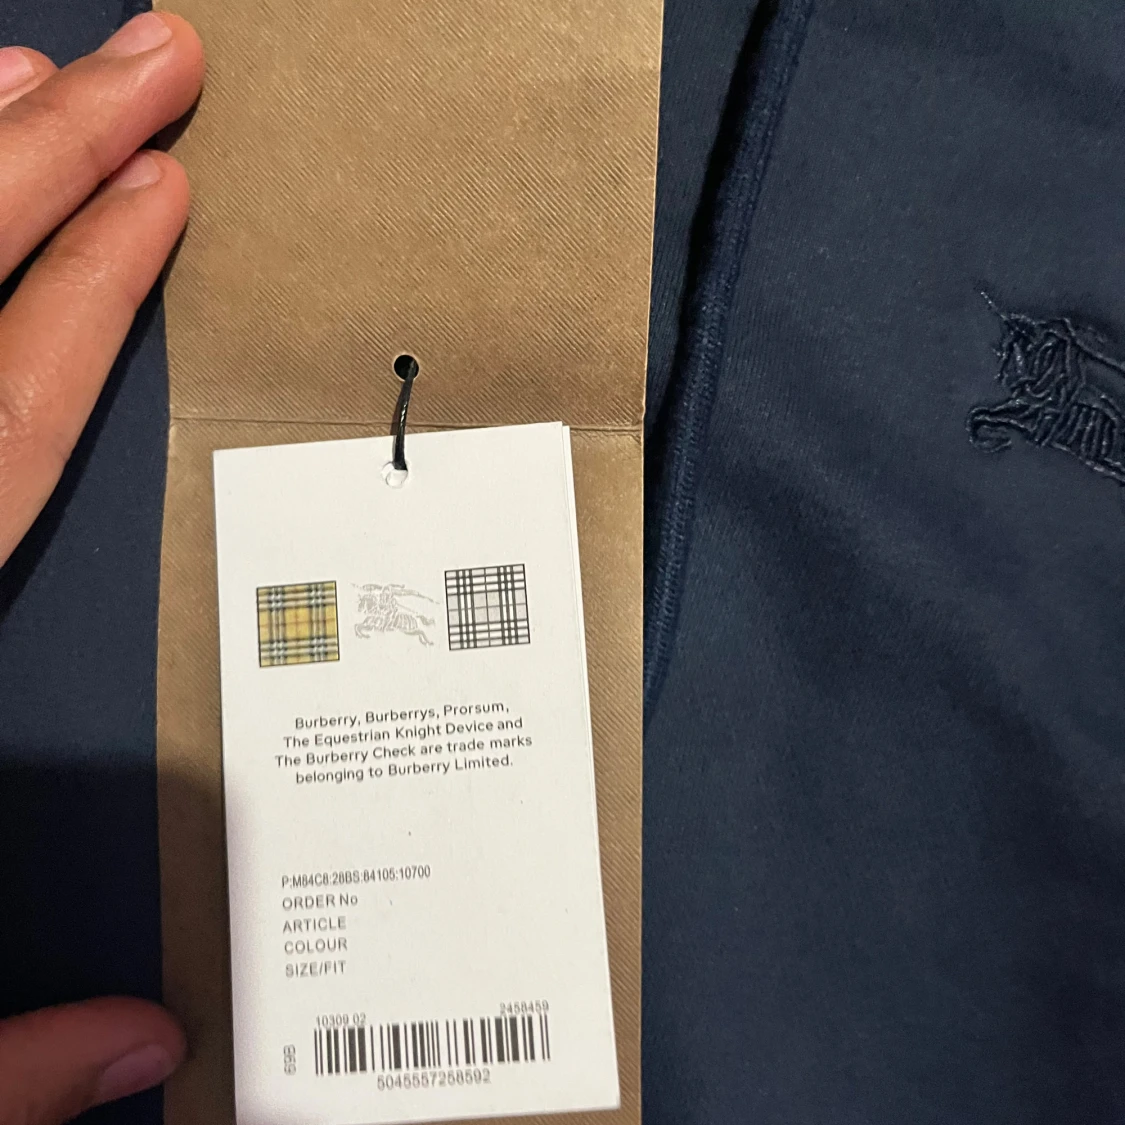 Burberry, Burberrys, Prorsum,
The Equestrian Knight Device and
The Burberry Check are trade marks
belonging to Burberry Limited.
P:M84C8:28BS:84105:10700
ORDER No
ARTICLE
COLOUR
SIZE/FIT
10309 02 2458459
69B
5045557258592